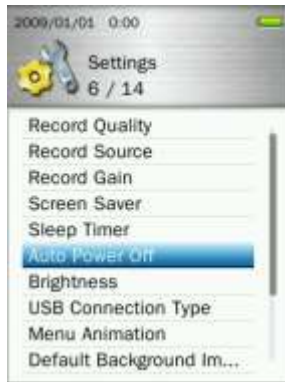 2009/01/01 0:00
Settings
6 / 14
Record Quality
Record Source
Record Gain
Screen Saver
Sleep Timer
Auto Power Off
Brightness
USB Connection Type
Menu Animation
Default Background Im...